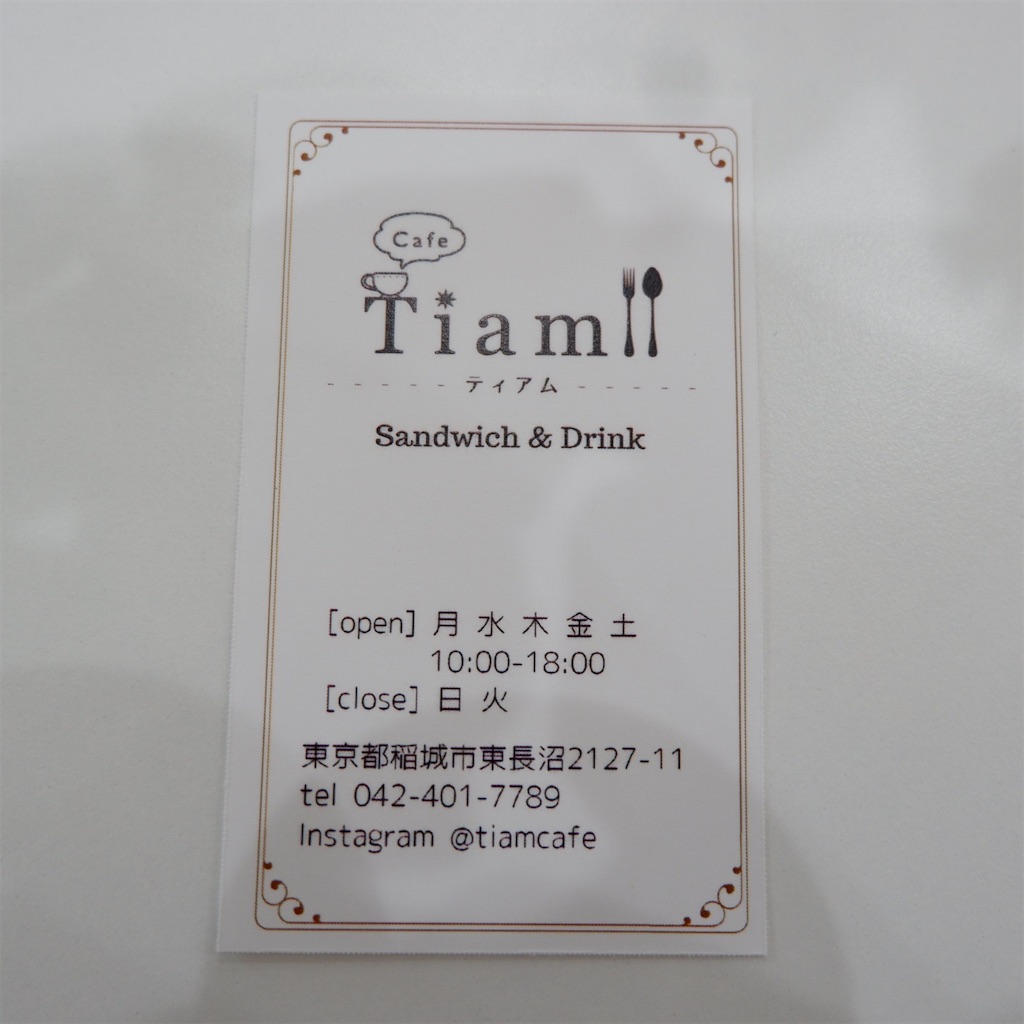 Cafe
Tiam
ティアム
Sandwich & Drink
[open] 月 水 木 金 土
10:00-18:00
[close] 日 火
東京都稲城市東長沼2127-11
tel 042-401-7789
Instagram @tiamcafe